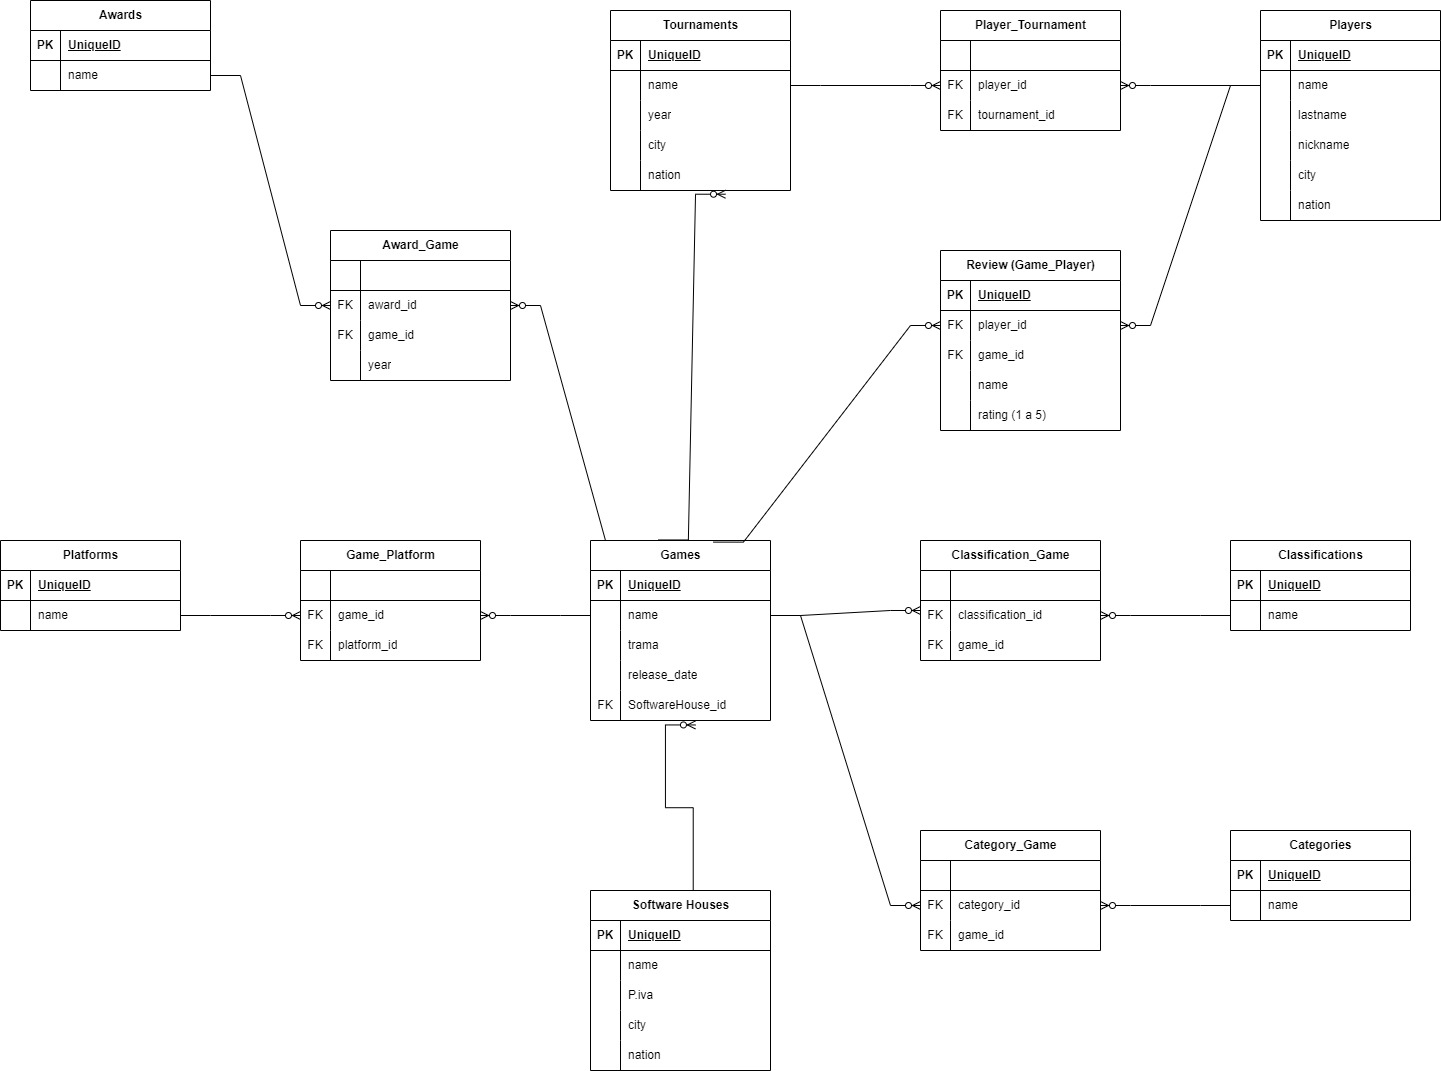 Awards
PK UniqueID
name
Tournaments
PK UniqueID
name
year
city
nation
Player_Tournament
FK player_id
FK tournament_id
Players
PK UniqueID
name
lastname
nickname
city
nation
Award_Game
FK award_id
FK game_id
year
Review (Game_Player)
PK UniqueID
FK player_id
FK game_id
name
rating (1 a 5)
Platforms
PK UniqueID
name
Game_Platform
FK game_id
FK platform_id
Games
PK UniqueID
name
trama
release_date
FK SoftwareHouse_id
Classification_Game
FK classification_id
FK game_id
Classifications
PK UniqueID
name
Category_Game
FK category_id
FK game_id
Categories
PK UniqueID
name
Software Houses
PK UniqueID
name
P.iva
city
nation